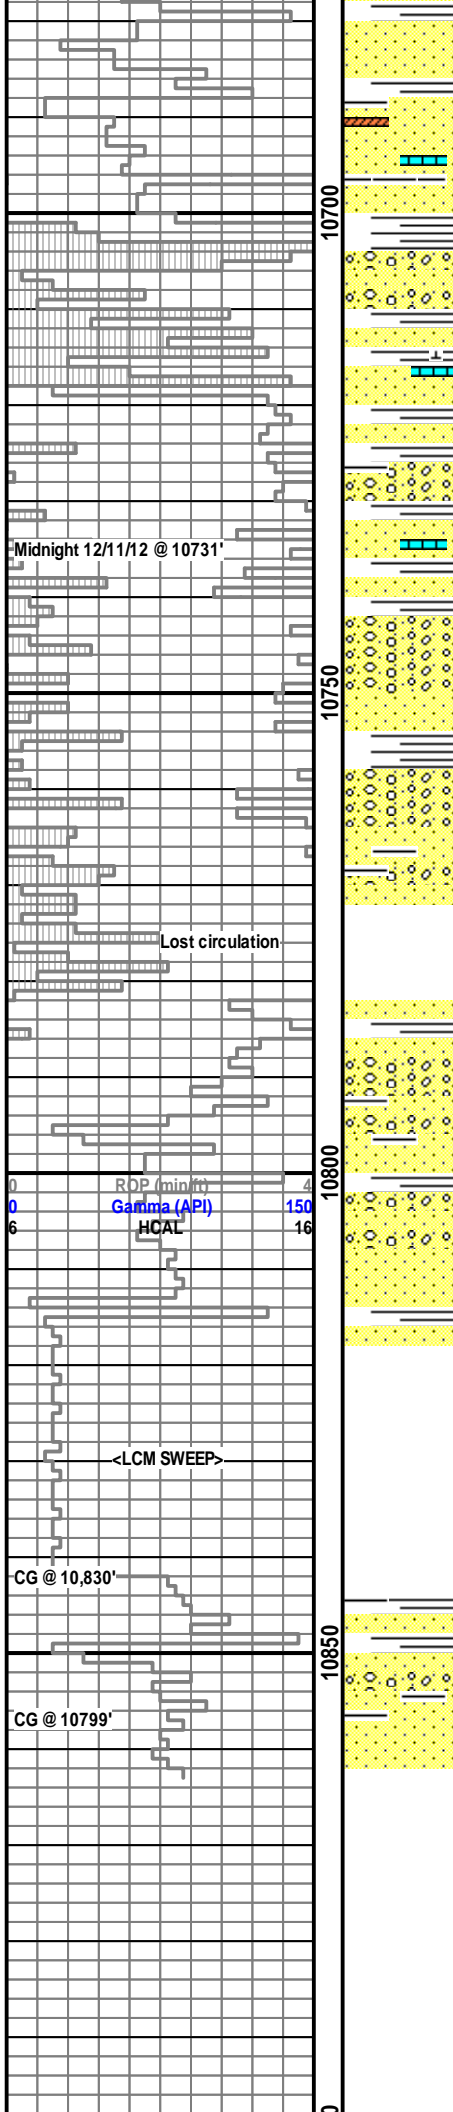 10700
Midnight 12/11/12 @ 10731'
10750
Lost circulation
10800
0 ROP (min/ft) 4
0 Gamma (API) 150
6 HCAL 16
<LCM SWEEP>
CG @ 10,830'
10850
CG @ 10799'